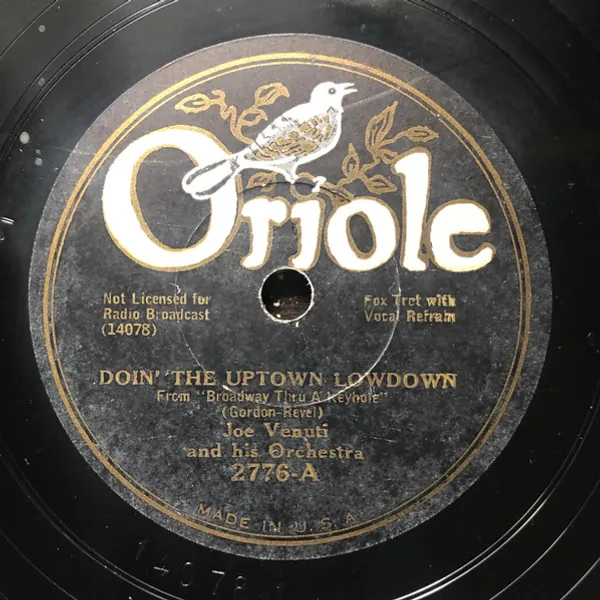 Oriole
Not Licensed for
Radio Broadcast
(14078)
Fox Trot with
Vocal Refrain
DOIN' THE UPTOWN LOWDOWN
From "Broadway Thru A Keyhole"
(Gordon-Revel)
Joe Venuti
and his Orchestra
2776-A
MADE IN U.S.A
14078